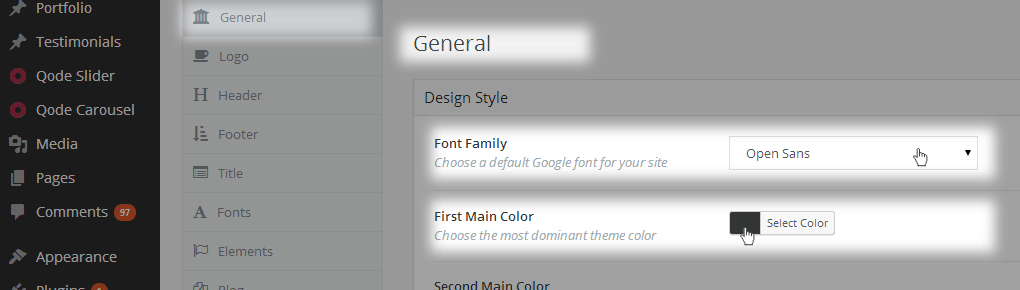 Portfolio
Testimonials
Qode Slider
Qode Carousel
Media
Pages
Comments 97
Appearance
Plugins
General
Logo
Header
Footer
Title
Fonts
Elements
Blog
General
Design Style
Font Family
Choose a default Google font for your site
Open Sans
First Main Color
Choose the most dominant theme color
Select Color
Second Main Color